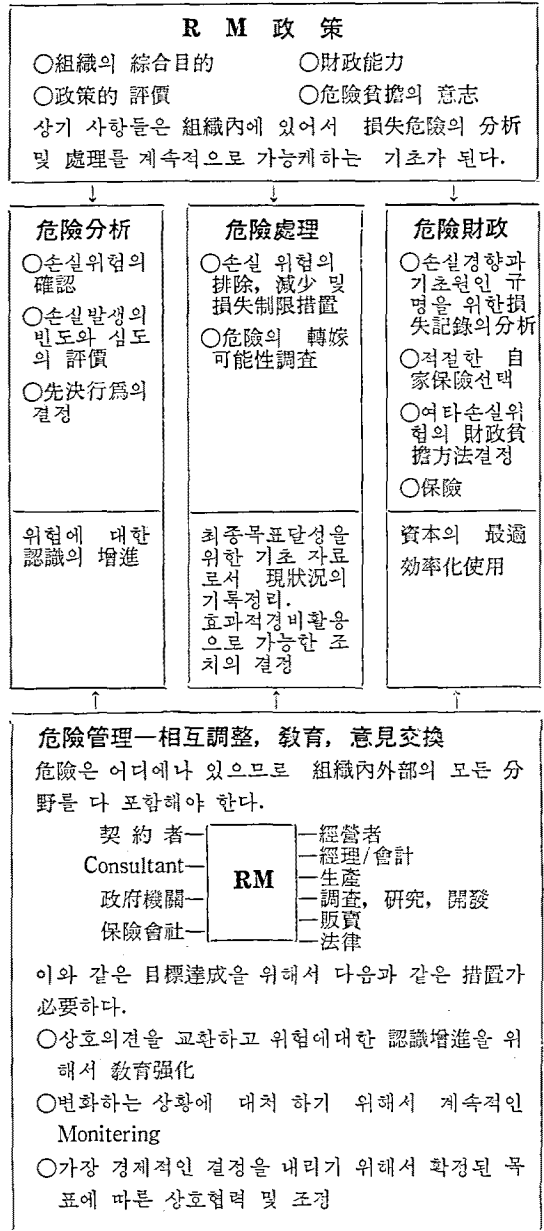 R M 政 策
○組織의 綜合目的 ○財政能力
○政策的 評價 ○危險貧擔의 意志
상기 사항들은 組織內에 있어서 損失危險의 分析
및 處理를 계속적으로 가능케하는 기초가 된다.
危險分析
○손실위험의
確認
○손실발생의
빈도와 심도
의 評價
○先決行爲의
결정
위험에 대한
認識의 增進
危險處理
○손실 위험의
排除, 減少 및
損失制限措置
○危險의 轉嫁
可能性調査
최종목표달성을
위한 기초 자료
로서 現狀況의
기록정리.
효과적경비활용
으로 가능한 조
치의 결정
危險財政
○손실경향과
기초원인 규
명을 위한損
失記錄의分析
○적절한 自
家保險선택
○여타손실위
험의 財政貧
擔方法결정
○保險
資本의 最適
効率化使用
危險管理—相互調整, 敎育, 意見交換
危險은 어디에나 있으므로 組織內外部의 모든 分
野를 다 포함해야 한다.
契 約 者
Consultant
政府機關
保險會社
RM
經營者
經理/會計
生產
調査, 研究, 開發
販賣
法律
이와 같은 目標達成을 위해서 다음과 같은 措置가
必要하다.
○상호의견을 교환하고 위험에대한 認識增進을 위
해서 敎育强化
○변화하는 상황에 대처 하기 위해서 계속적인
Monitering
○가장 경제적인 결정을 내리기 위해서 확정된 목
표에 따른 상호협력 및 조정